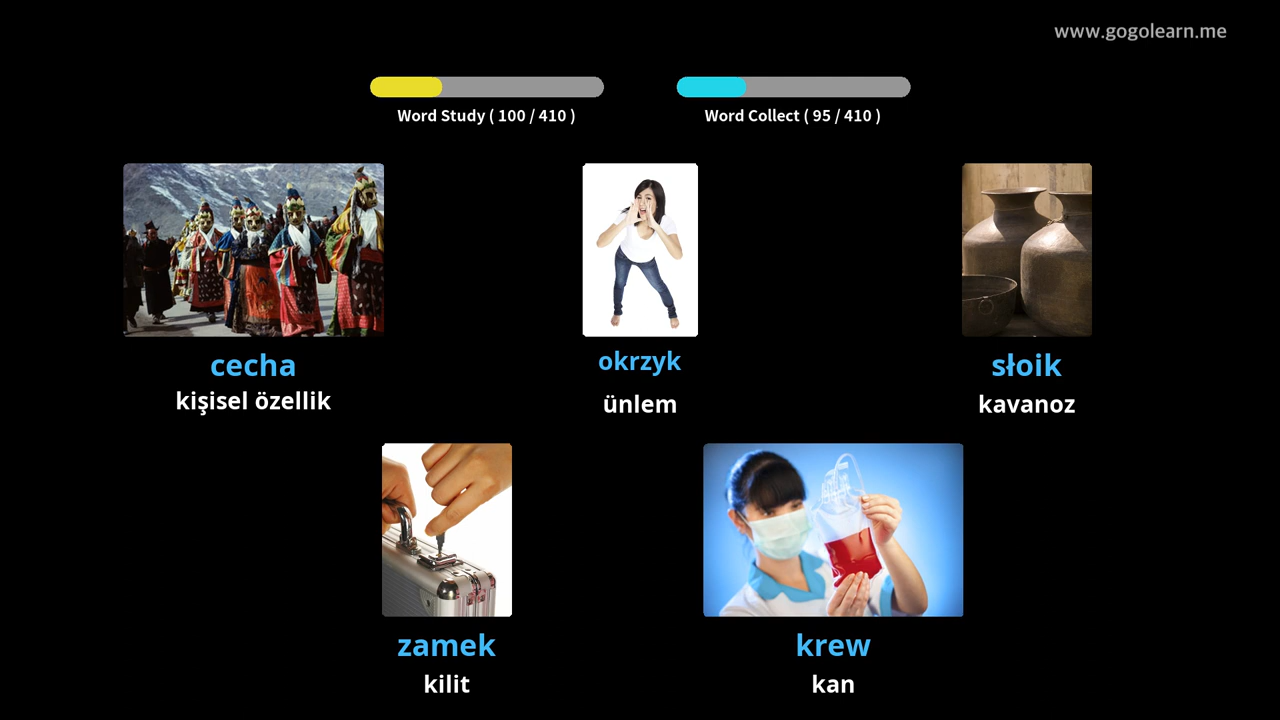 www.gogolearn.me
Word Study ( 100 / 410 )
Word Collect ( 95 / 410 )
cecha
kişisel özellik
okrzyk
ünlem
słoik
kavanoz
zamek
kilit
krew
kan